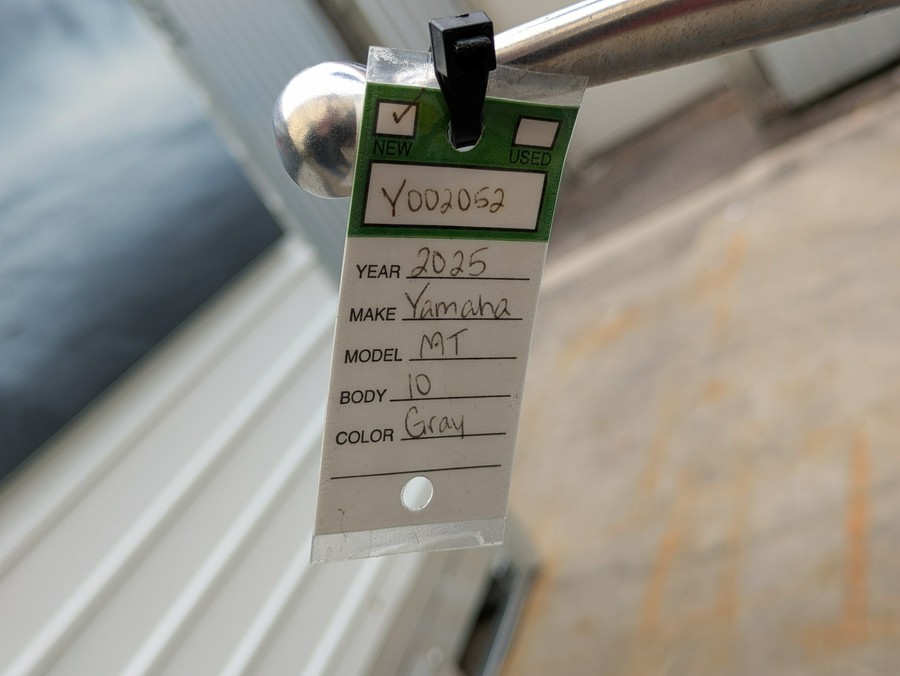 NEW USED
Y002052
YEAR 2025
MAKE Yamaha
MODEL MT
BODY 10
COLOR Gray